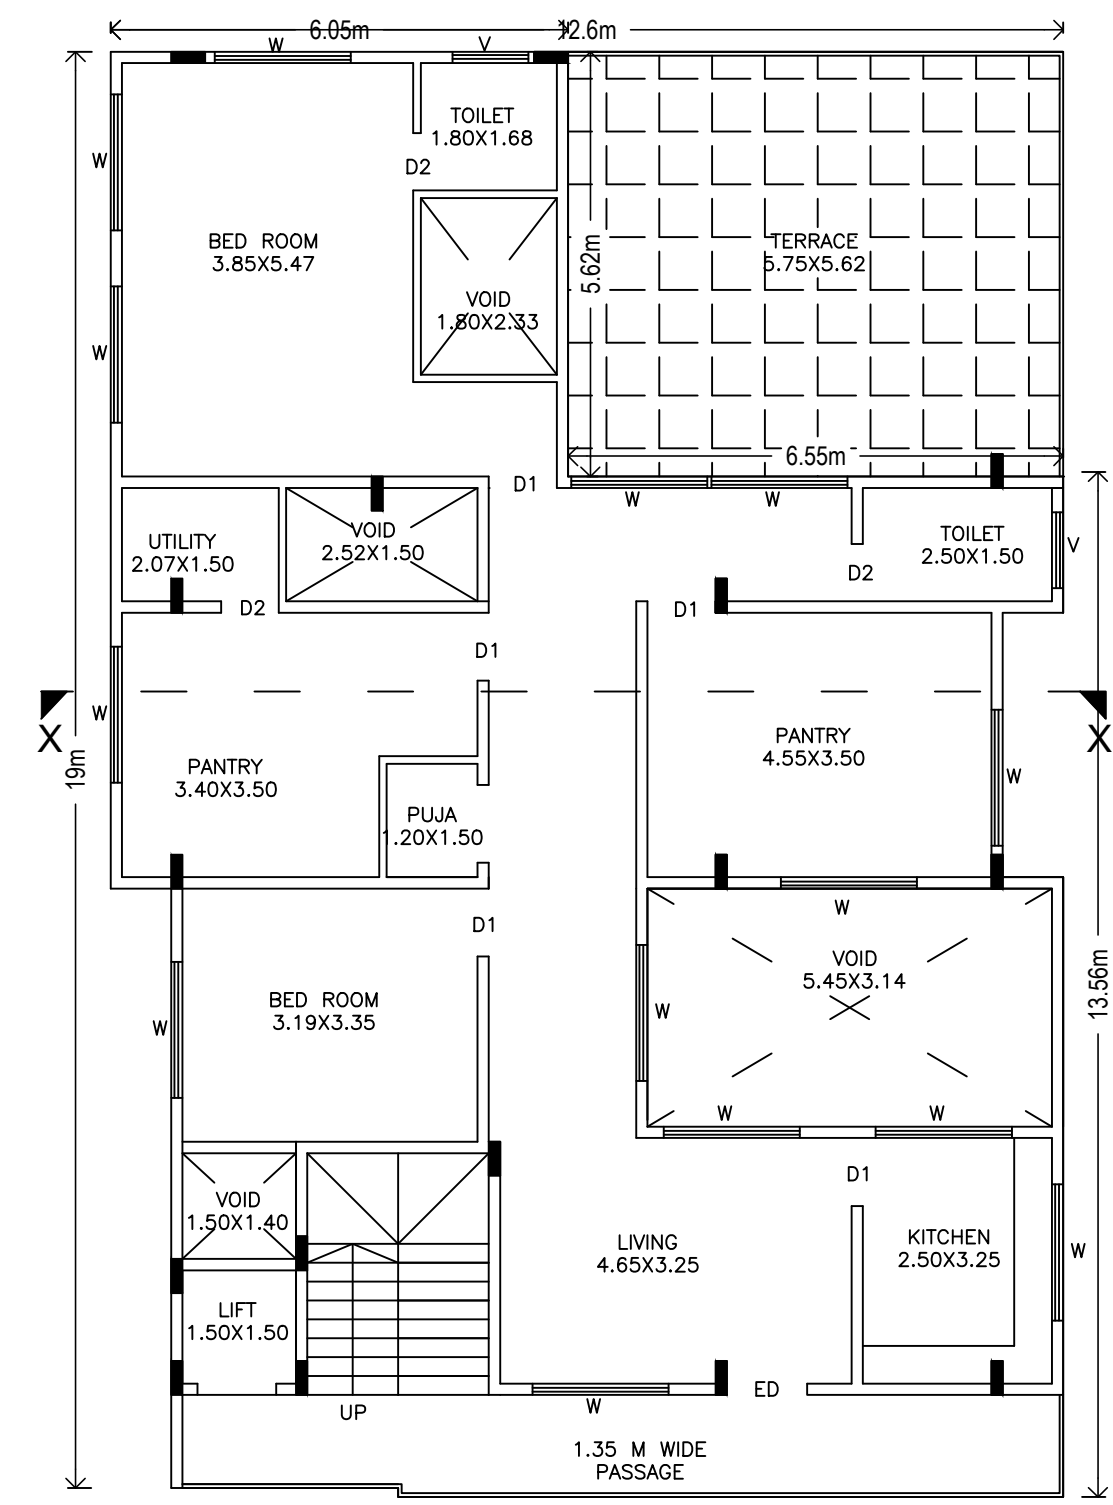 6.05m
12.6m
W
V
TOILET
1.80X1.68
W
D2
BED ROOM
3.85X5.47
TERRACE
5.62m
VOID
1.80X2.33
W
6.55m
D1
W
W
UTILITY
2.07X1.50
VOID
2.52X1.50
TOILET
2.50X1.50
V
D2
D2
D1
D1
W
X
X
PANTRY
3.40X3.50
PANTRY
4.55X3.50
19m
W
PUJA
1.20X1.50
D1
W
VOID
5.45X3.14
13.56m
BED ROOM
3.19X3.35
W
W
W
W
D1
VOID
1.50X1.40
LIVING
4.65X3.25
KITCHEN
2.50X3.25
W
LIFT
1.50X1.50
ED
UP
W
1.35 M WIDE
PASSAGE